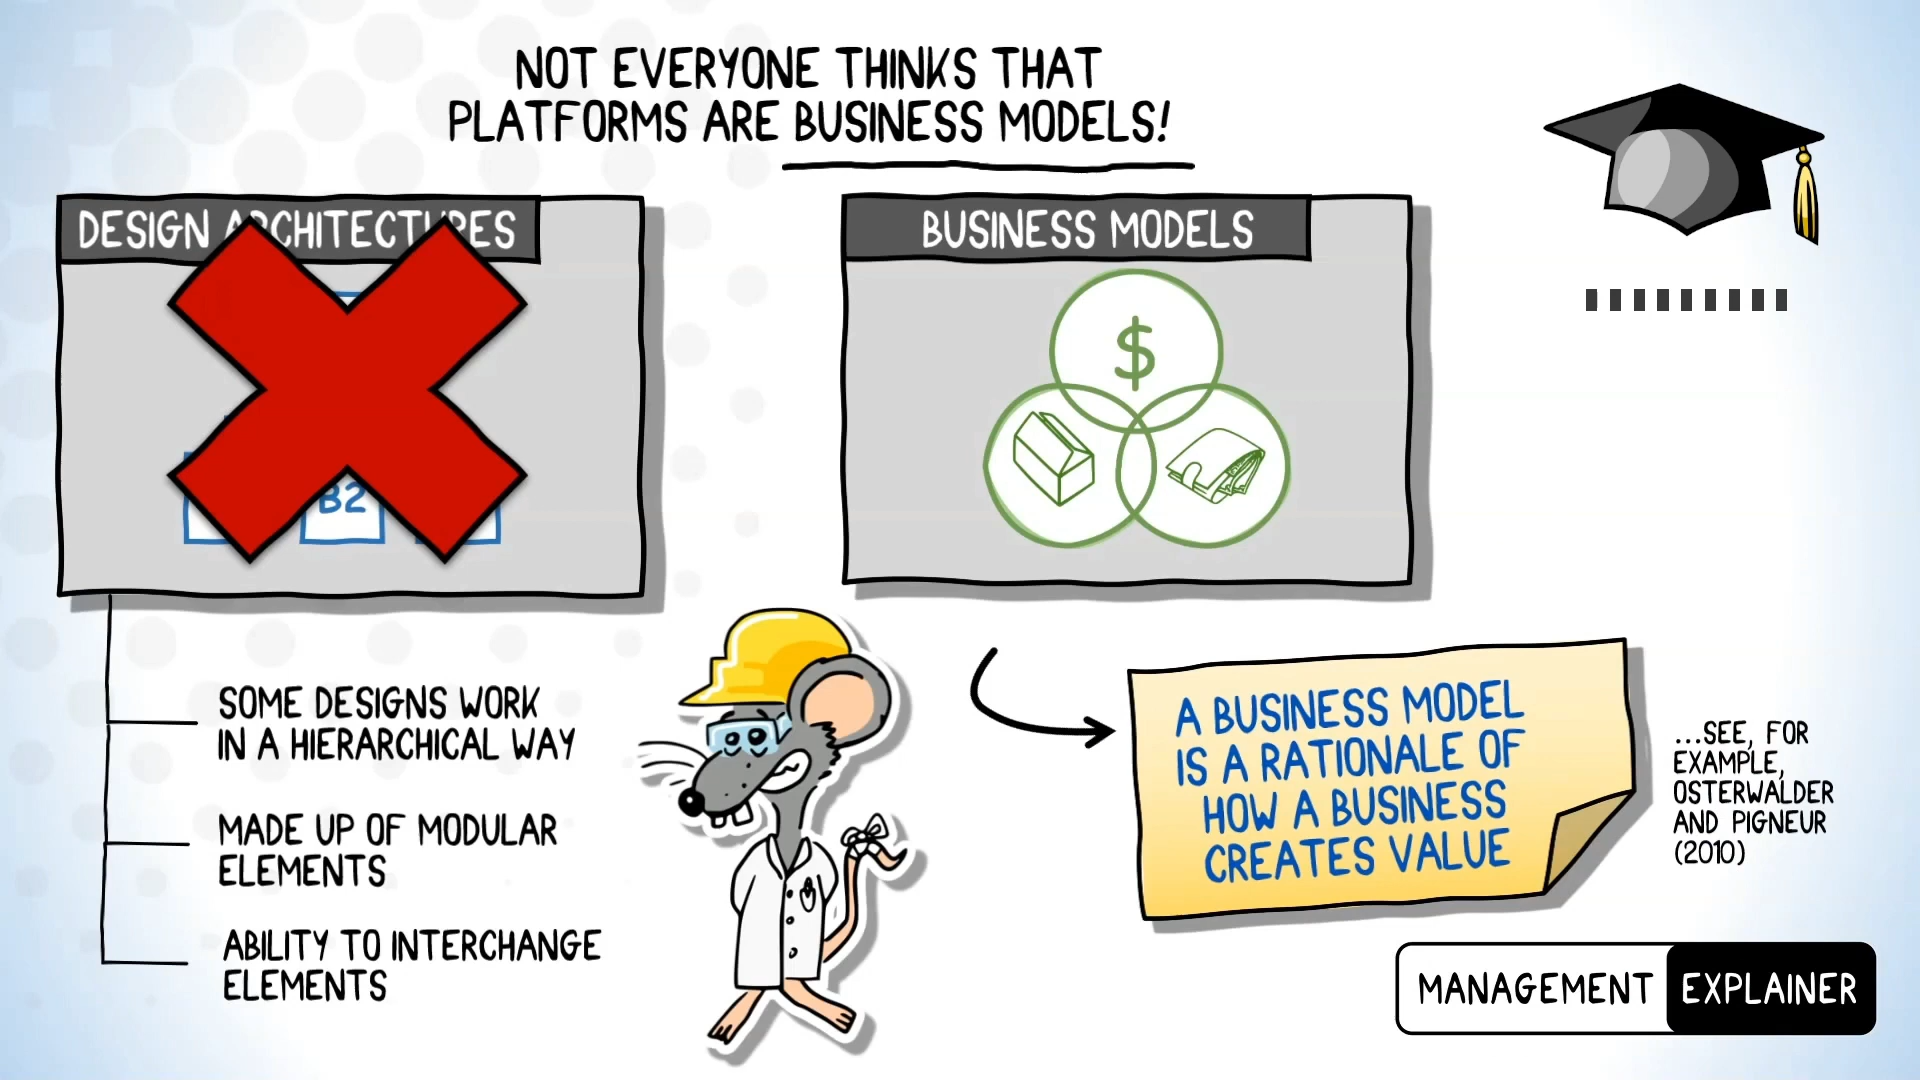 NOT EVERYONE THINKS THAT
PLATFORMS ARE BUSINESS MODELS!
DESIGN ARCHITECTURES
B2
SOME DESIGNS WORK
IN A HIERARCHICAL WAY
MADE UP OF MODULAR
ELEMENTS
ABILITY TO INTERCHANGE
ELEMENTS
BUSINESS MODELS
$
A BUSINESS MODEL
IS A RATIONALE OF
HOW A BUSINESS
CREATES VALUE
...SEE, FOR
EXAMPLE,
OSTERWALDER
AND PIGNEUR
(2010)
MANAGEMENT EXPLAINER